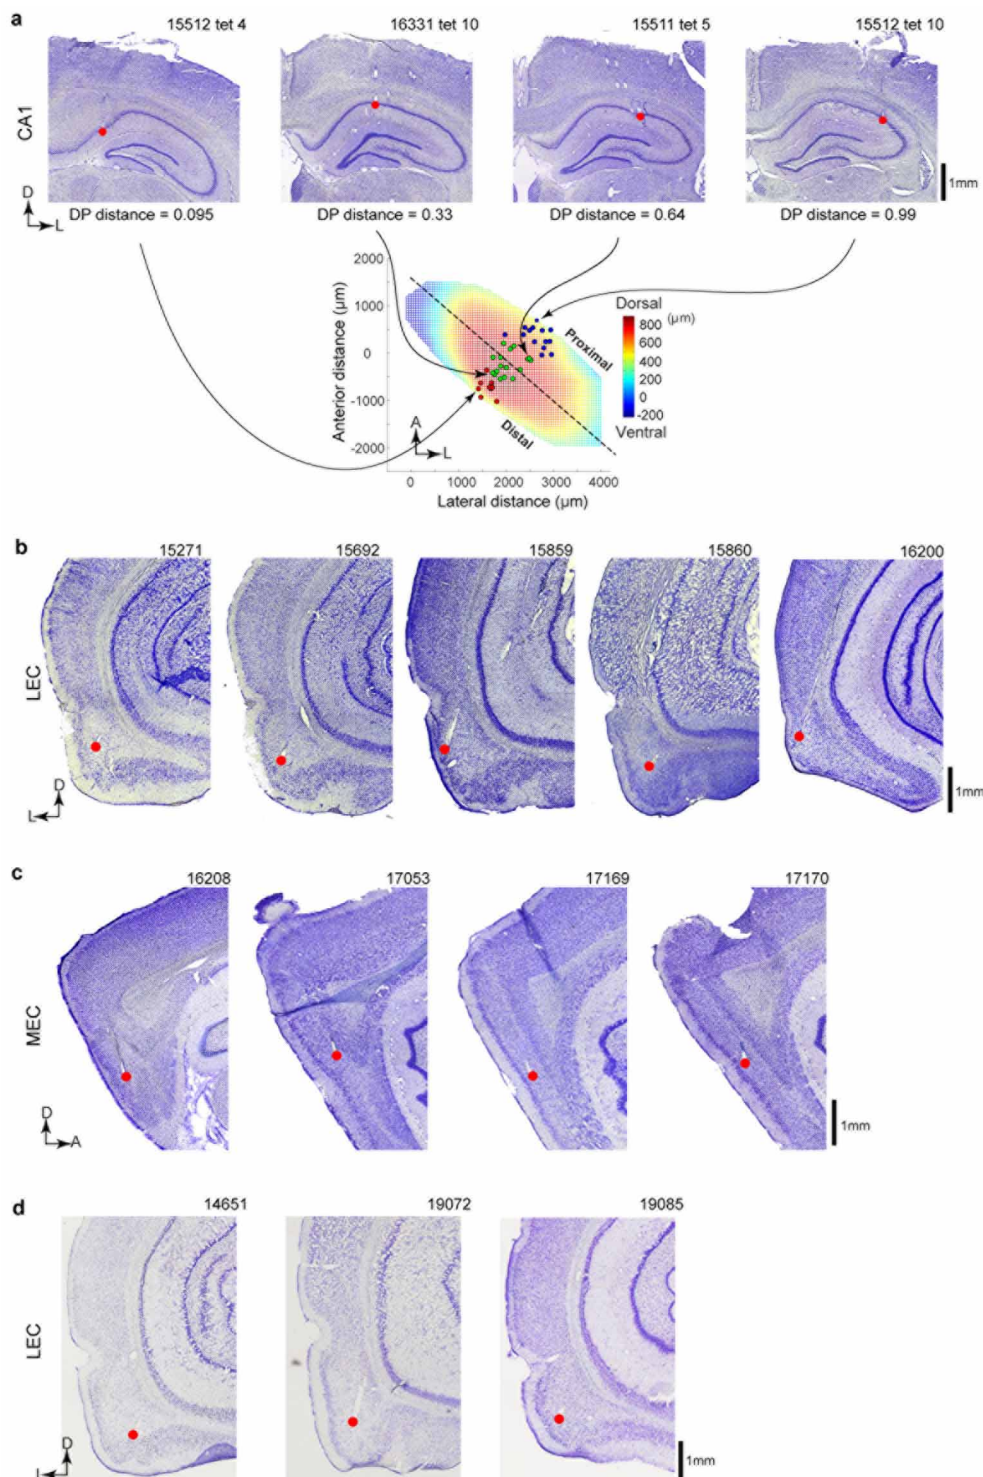 a
15512 tet 4
16331 tet 10
15511 tet 5
15512 tet 10
CA1
D
L
1mm
DP distance = 0.095
DP distance = 0.33
DP distance = 0.64
DP distance = 0.99
2000
1000
0
-1000
-2000
Anterior distance (µm)
A
L
Proximal
Distal
0 1000 2000 3000 4000
Lateral distance (µm)
Dorsal
(µm)
800
600
400
200
0
-200
Ventral
b
15271
15692
15859
15860
16200
LEC
D
L
1mm
c
16208
17053
17169
17170
MEC
D
A
1mm
d
14651
19072
19085
LEC
D
1mm